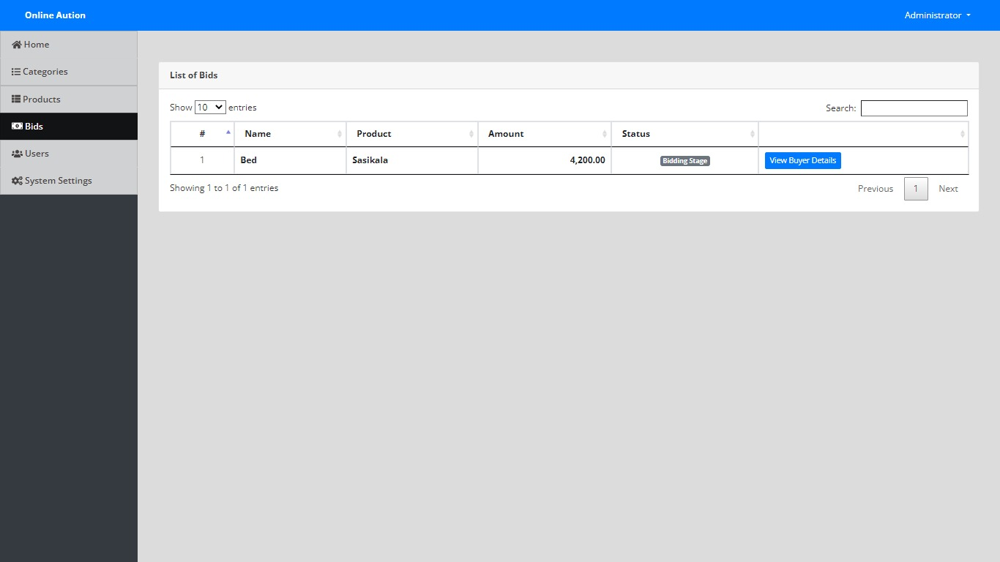 Online Aution
Administrator
Home
Categories
Products
Bids
Users
System Settings
List of Bids
Show 10 entries
Search:
# Name Product Amount Status
1 Bed Sasikala 4,200.00 Bidding Stage View Buyer Details
Showing 1 to 1 of 1 entries
Previous 1 Next